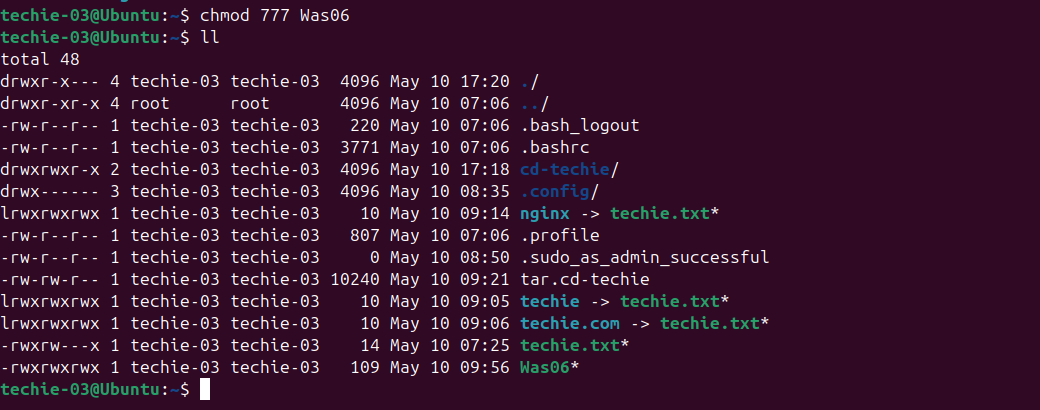 techie-03@Ubuntu:~$ chmod 777 Was06
techie-03@Ubuntu:~$ ll
total 48
drwxr-x--- 4 techie-03 techie-03  4096 May 10 17:20 ./
drwxr-xr-x 4 root      root       4096 May 10 07:06 ../
-rw-r--r-- 1 techie-03 techie-03   220 May 10 07:06 .bash_logout
-rw-r--r-- 1 techie-03 techie-03  3771 May 10 07:06 .bashrc
drwxrwxr-x 2 techie-03 techie-03  4096 May 10 17:18 cd-techie/
drwx------ 3 techie-03 techie-03  4096 May 10 08:35 .config/
lrwxrwxrwx 1 techie-03 techie-03    10 May 10 09:14 nginx -> techie.txt*
-rw-r--r-- 1 techie-03 techie-03   807 May 10 07:06 .profile
-rw-r--r-- 1 techie-03 techie-03     0 May 10 08:50 .sudo_as_admin_successful
-rw-rw-r-- 1 techie-03 techie-03 10240 May 10 09:21 tar.cd-techie
lrwxrwxrwx 1 techie-03 techie-03    10 May 10 09:05 techie -> techie.txt*
lrwxrwxrwx 1 techie-03 techie-03    10 May 10 09:06 techie.com -> techie.txt*
-rwxrw---x 1 techie-03 techie-03    14 May 10 07:25 techie.txt*
-rwxrwxrwx 1 techie-03 techie-03   109 May 10 09:56 Was06*
techie-03@Ubuntu:~$